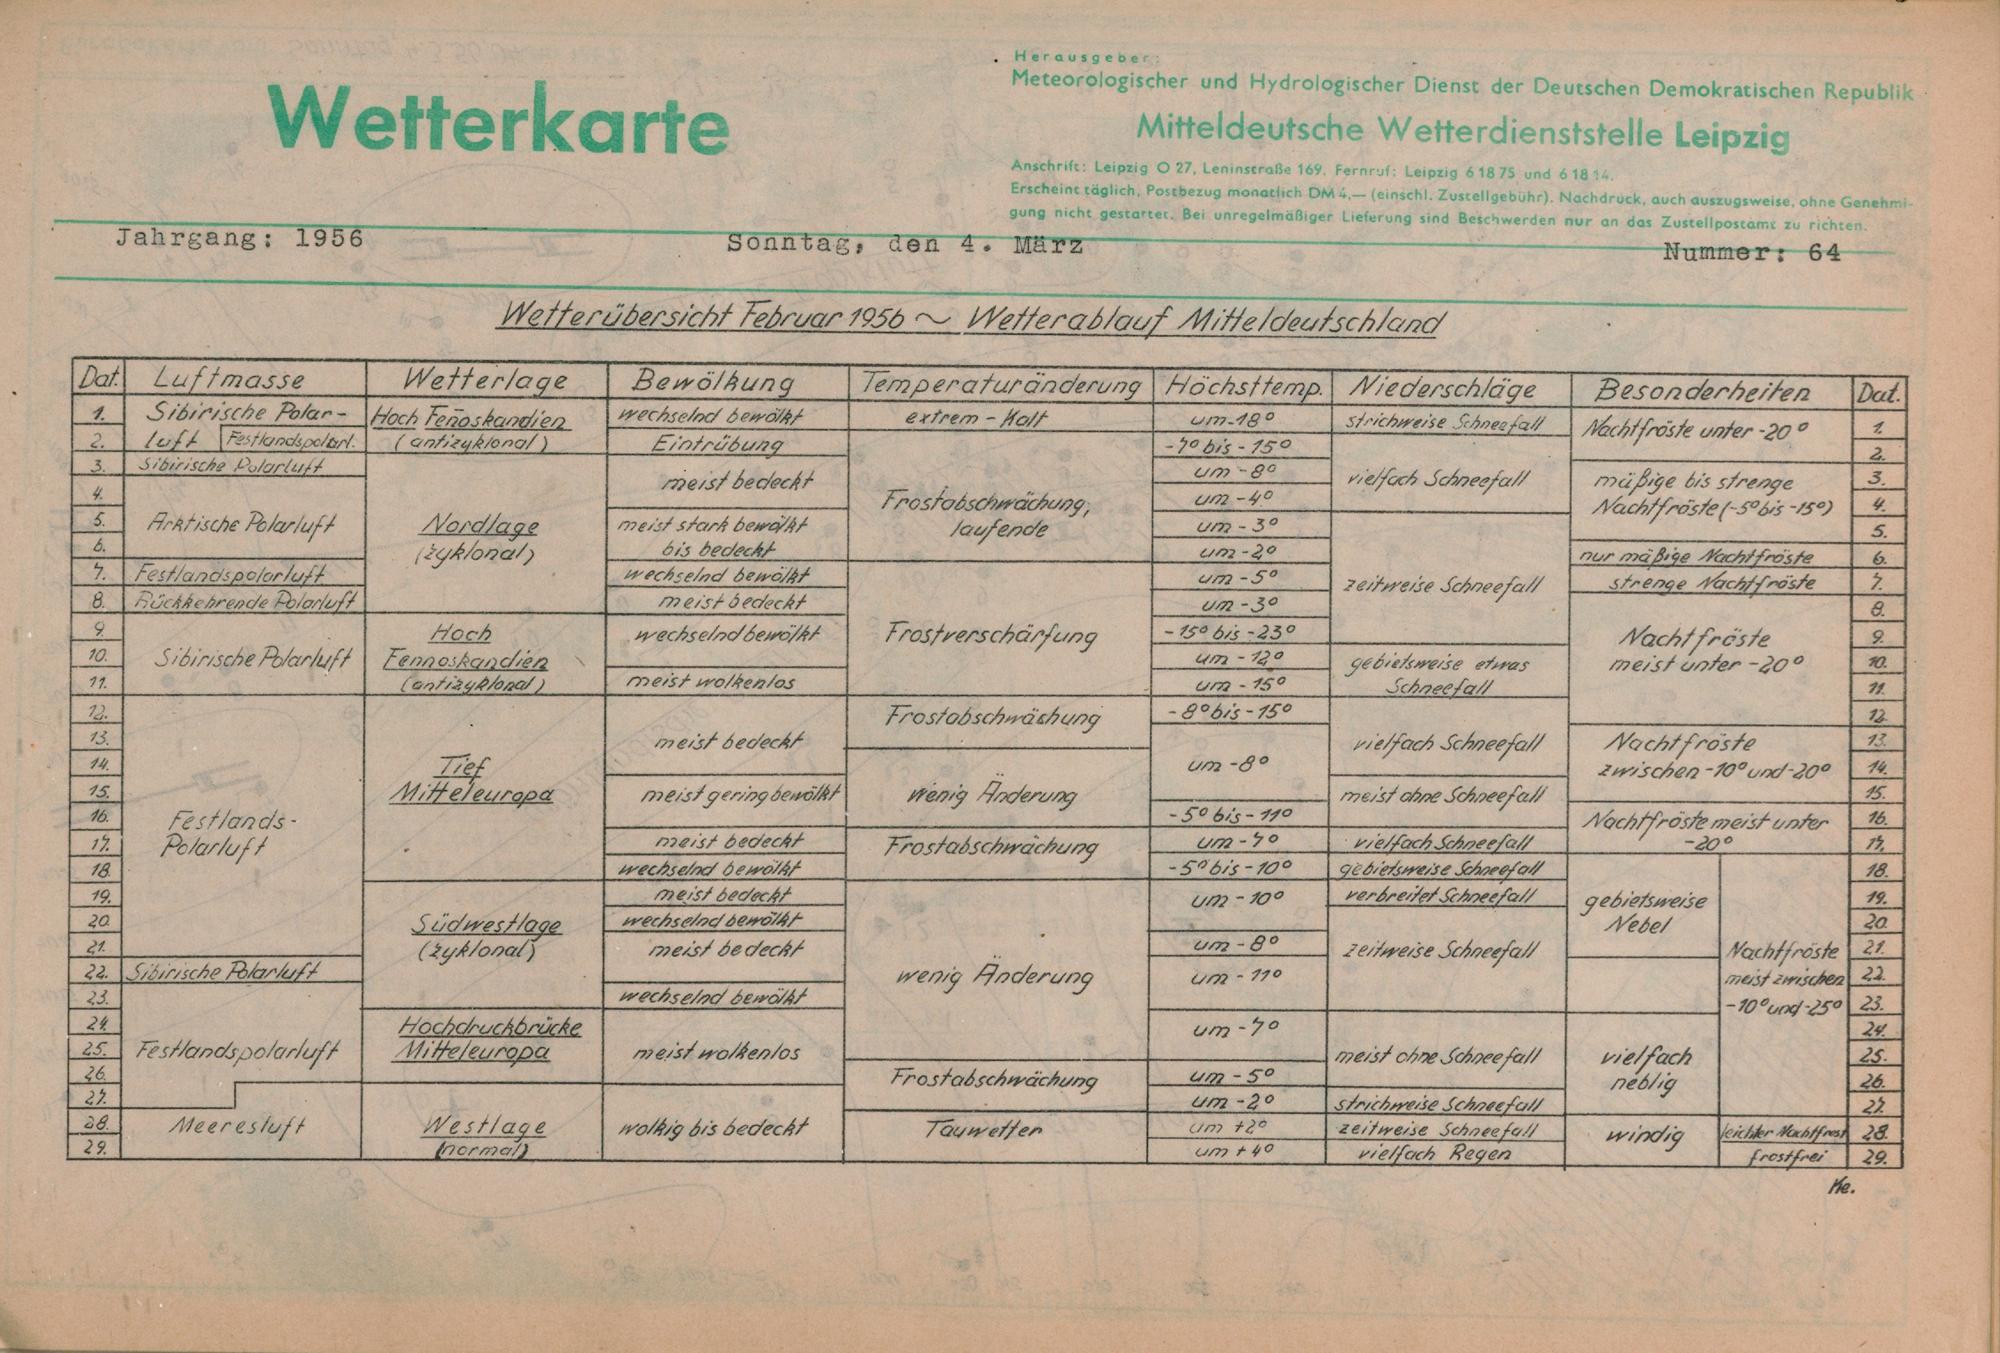 Wetterkarte
Herausgeber:
Meteorologischer und Hydrologischer Dienst der Deutschen Demokratischen Republik
Mitteldeutsche Wetterdienststelle Leipzig
Anschrift: Leipzig O 27, Leninstraße 169. Fernruf: Leipzig 6 18 75 und 6 18 14.
Erscheint täglich, Postbezug monatlich DM 4,— (einschl. Zustellgebühr). Nachdruck, auch auszugsweise, ohne Genehmi-
gung nicht gestattet. Bei unregelmäßiger Lieferung sind Beschwerden nur an das Zustellpostamt zu richten.
Jahrgang: 1956 Sonntag, den 4. März Nummer: 64
Wetterübersicht Februar 1956 ~ Wetterablauf Mitteldeutschland
Dat. Luftmasse Wetterlage Bewölkung Temperaturänderung Höchsttemp. Niederschläge Besonderheiten Dat.
1. Sibirische Polar- Hoch Fen̄oskandien wechselnd bewölkt extrem - Kalt um -18° strichweise Schneefall Nachtfröste unter -20° 1.
2. luft Festlandspolarl. (antizyklonal) Eintrübung -7° bis -15° 2.
3. Sibirische Polarluft meist bedeckt um -8° vielfach Schneefall mäßige bis strenge 3.
4. um -4° Nachtfröste (-5° bis -15°) 4.
Frostabschwächung,
5. Arktische Polarluft Nordlage meist stark bewölkt laufende um -3° 5.
6. (zyklonal) bis bedeckt um -2° nur mäßige Nachtfröste 6.
7. Festlandspolarluft wechselnd bewölkt um -5° zeitweise Schneefall strenge Nachtfröste 7.
8. Rückkehrende Polarluft meist bedeckt um -3° 8.
9. Hoch wechselnd bewölkt Frostverschärfung -15° bis -23° Nachtfröste 9.
10. Sibirische Polarluft Fennoskandien um -12° gebietsweise etwas meist unter -20° 10.
11. (antizyklonal) meist wolkenlos um -15° Schneefall 11.
12. Frostabschwächung -8° bis -15° 12.
13. meist bedeckt vielfach Schneefall Nachtfröste 13.
14. Tief um -8° zwischen -10° und -20° 14.
15. Mitteleuropa meist gering bewölkt wenig Änderung meist ohne Schneefall 15.
16. Festlands- -5° bis -11° Nachtfröste meist unter 16.
17. Polarluft meist bedeckt Frostabschwächung um -7° vielfach Schneefall -20° 17.
18. wechselnd bewölkt -5° bis -10° gebietsweise Schneefall 18.
19. meist bedeckt um -10° verbreitet Schneefall gebietsweise 19.
20. Südwestlage wechselnd bewölkt Nebel 20.
21. (zyklonal) meist bedeckt um -8° zeitweise Schneefall Nachtfröste 21.
22. Sibirische Polarluft wenig Änderung um -11° meist zwischen 22.
23. wechselnd bewölkt -10° und -25° 23.
24. Hochdruckbrücke um -7° 24.
25. Festlandspolarluft Mitteleuropa meist wolkenlos meist ohne Schneefall vielfach 25.
26. Frostabschwächung um -5° neblig 26.
27. um -2° strichweise Schneefall 27.
28. Meeresluft Westlage wolkig bis bedeckt Tauwetter um +2° zeitweise Schneefall windig leichter Nachtfrost 28.
29. (normal) um +4° vielfach Regen frostfrei 29.
Ke.